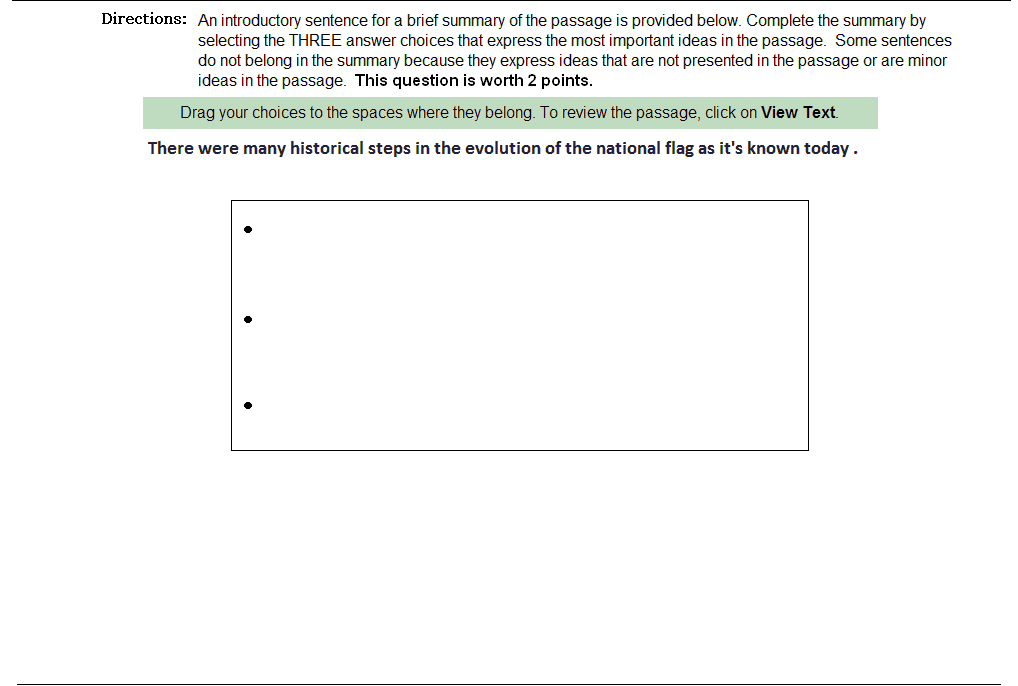 Directions: An introductory sentence for a brief summary of the passage is provided below. Complete the summary by
selecting the THREE answer choices that express the most important ideas in the passage. Some sentences
do not belong in the summary because they express ideas that are not presented in the passage or are minor
ideas in the passage. This question is worth 2 points.
Drag your choices to the spaces where they belong. To review the passage, click on View Text.
There were many historical steps in the evolution of the national flag as it's known today .